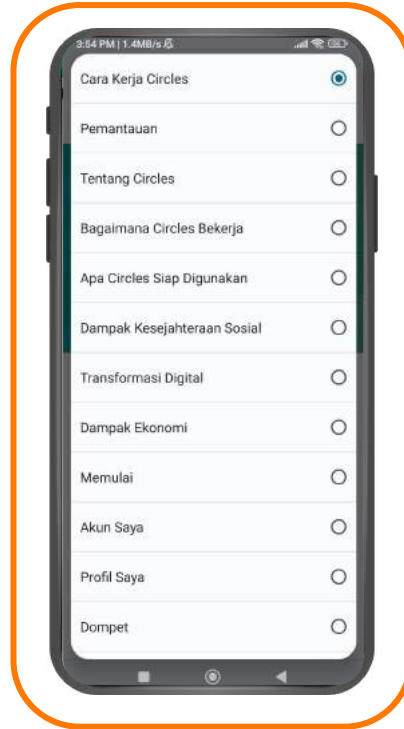 3:54 PM | 1.4MB/s
Cara Kerja Circles
Pemantauan
Tentang Circles
Bagaimana Circles Bekerja
Apa Circles Siap Digunakan
Dampak Kesejahteraan Sosial
Transformasi Digital
Dampak Ekonomi
Memulai
Akun Saya
Profil Saya
Dompet